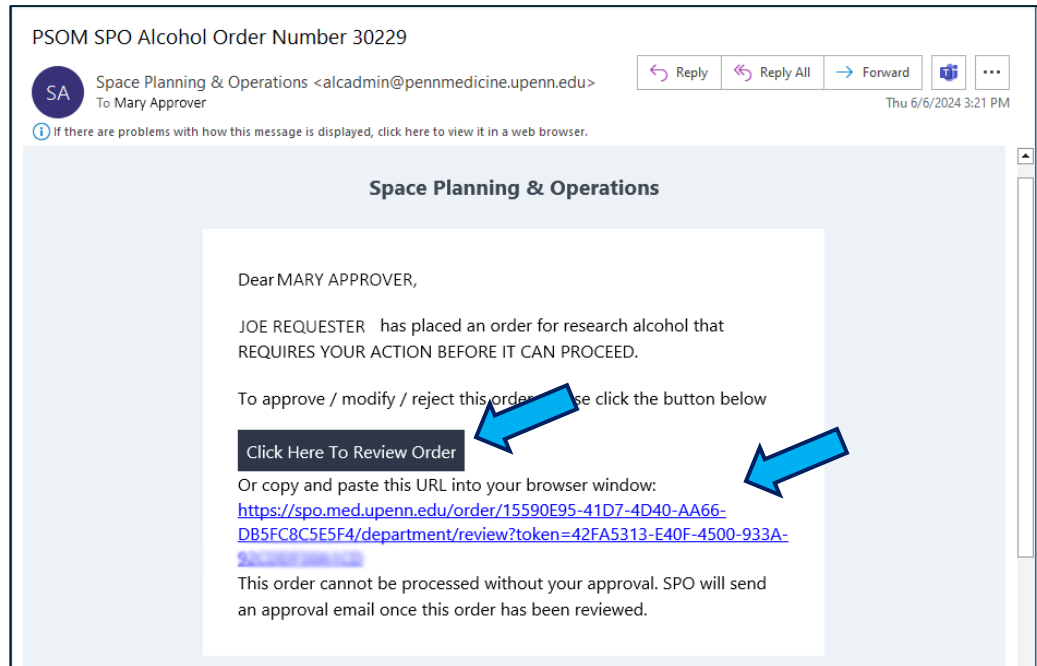 PSOM SPO Alcohol Order Number 30229
SA
Space Planning & Operations <alcadmin@pennmedicine.upenn.edu>
To Mary Approver
Reply
Reply All
Forward
Thu 6/6/2024 3:21 PM
If there are problems with how this message is displayed, click here to view it in a web browser.
Space Planning & Operations
Dear MARY APPROVER,
JOE REQUESTER has placed an order for research alcohol that
REQUIRES YOUR ACTION BEFORE IT CAN PROCEED.
To approve / modify / reject this order se click the button below
Click Here To Review Order
Or copy and paste this URL into your browser window:
https://spo.med.upenn.edu/order/15590E95-41D7-4D40-AA66-
DB5FC8C5E5F4/department/review?token=42FA5313-E40F-4500-933A-
This order cannot be processed without your approval. SPO will send
an approval email once this order has been reviewed.